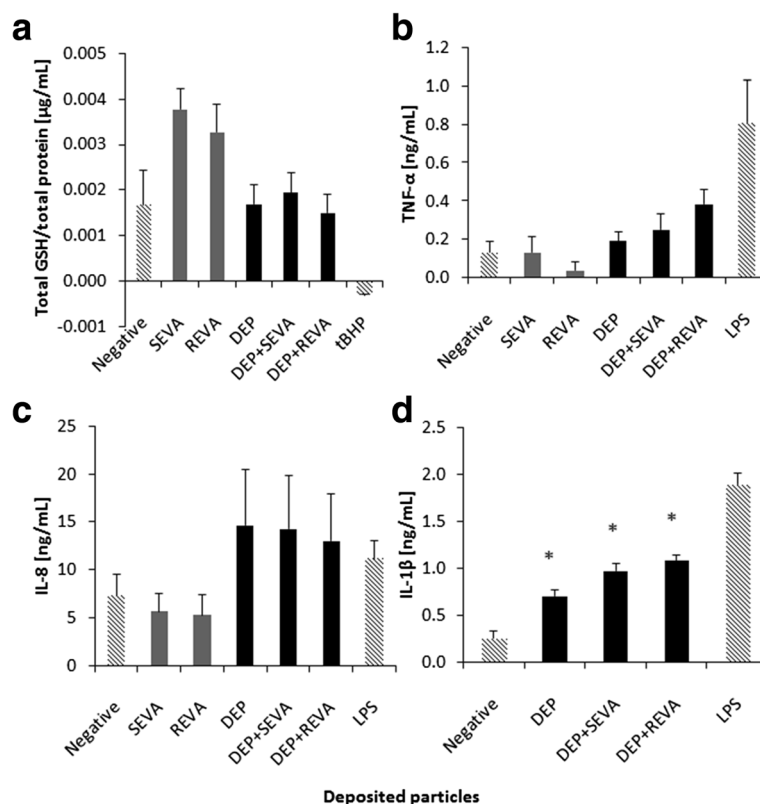 a
Total GSH/total protein [µg/mL]
0.005
0.004
0.003
0.002
0.001
0.000
-0.001
Negative
SEVA
REVA
DEP
DEP+SEVA
DEP+REVA
tBHP
b
TNF-α [ng/mL]
1.2
1.0
0.8
0.6
0.4
0.2
0.0
Negative
SEVA
REVA
DEP
DEP+SEVA
DEP+REVA
LPS
c
IL-8 [ng/mL]
25
20
15
10
5
0
Negative
SEVA
REVA
DEP
DEP+SEVA
DEP+REVA
LPS
d
IL-1β [ng/mL]
2.5
2.0
1.5
1.0
0.5
0.0
*
*
*
Negative
DEP
DEP+SEVA
DEP+REVA
LPS
Deposited particles